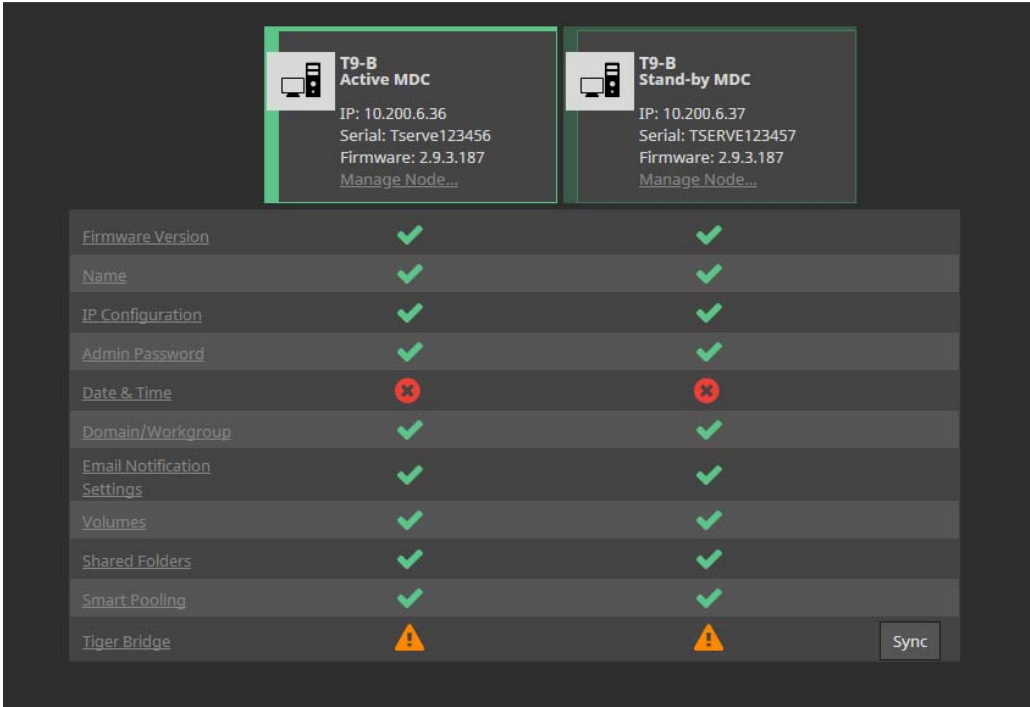 T9-B
Active MDC
IP: 10.200.6.36
Serial: Tserve123456
Firmware: 2.9.3.187
Manage Node...
T9-B
Stand-by MDC
IP: 10.200.6.37
Serial: TSERVE123457
Firmware: 2.9.3.187
Manage Node...
Firmware Version
Name
IP Configuration
Admin Password
Date & Time
Domain/Workgroup
Email Notification
Settings
Volumes
Shared Folders
Smart Pooling
Tiger Bridge
Sync